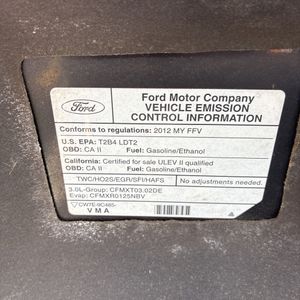 Ford
Ford Motor Company
VEHICLE EMISSION
CONTROL INFORMATION
Conforms to regulations: 2012 MY FFV
U.S. EPA: T2B4 LDT2
OBD: CA II Fuel: Gasoline/Ethanol
California: Certified for sale ULEV II qualified
OBD: CA II Fuel: Gasoline/Ethanol
TWC/HO2S/EGR/SFI/HAFS
No adjustments needed.
3.0L-Group: CFMXT03.02DE
Evap: CFMXR0125NBV
CW7E-9C485-
V M A